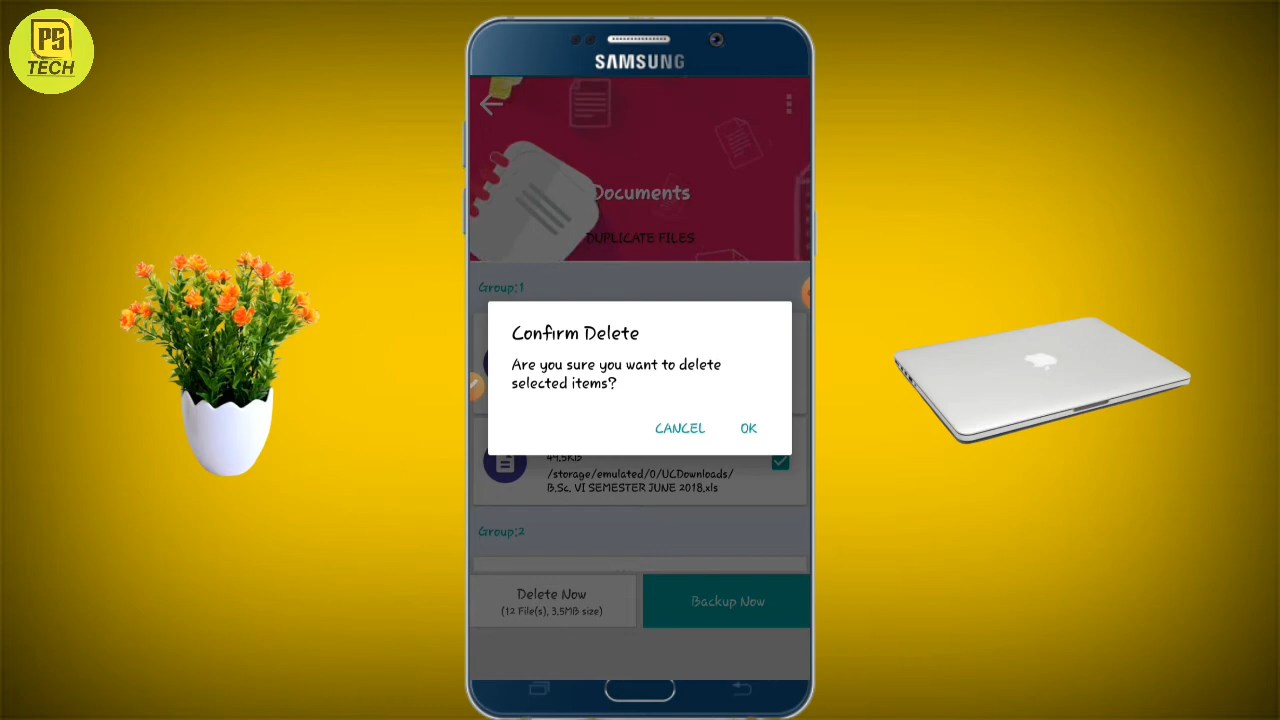 PS
TECH
SAMSUNG
Documents
DUPLICATE FILES
Group:1
Confirm Delete
Are you sure you want to delete
selected items?
CANCEL OK
49.5KB
/storage/emulated/0/UCDownloads/
B.Sc. VI SEMESTER JUNE 2018.xls
Group:2
Delete Now
(12 File(s), 3.5MB size)
Backup Now